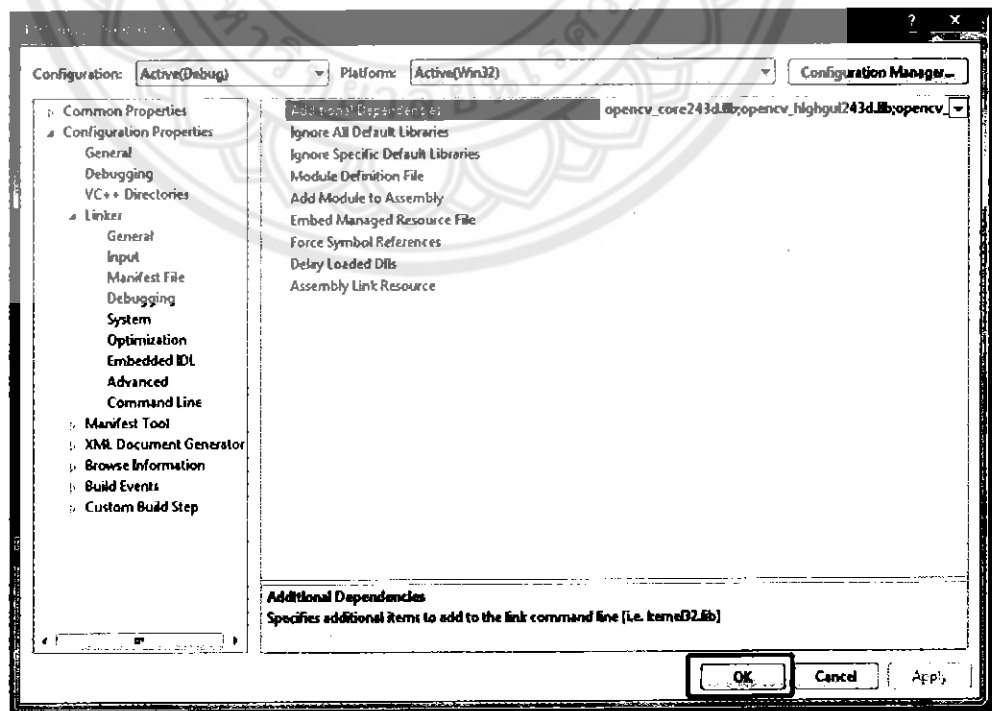 ? x
Configuration: Active(Debug) Platform: Active(Win32) Configuration Manager...
Common Properties
Configuration Properties
General
Debugging
VC++ Directories
Linker
General
Input
Manifest File
Debugging
System
Optimization
Embedded IDL
Advanced
Command Line
Manifest Tool
XML Document Generator
Browse Information
Build Events
Custom Build Step
Additional Dependencies opencv_core243d.lib;opencv_highgui243d.lib;opencv_
Ignore All Default Libraries
Ignore Specific Default Libraries
Module Definition File
Add Module to Assembly
Embed Managed Resource File
Force Symbol References
Delay Loaded Dlls
Assembly Link Resource
Additional Dependencies
Specifies additional items to add to the link command line [i.e. kernel32.lib]
OK Cancel Apply